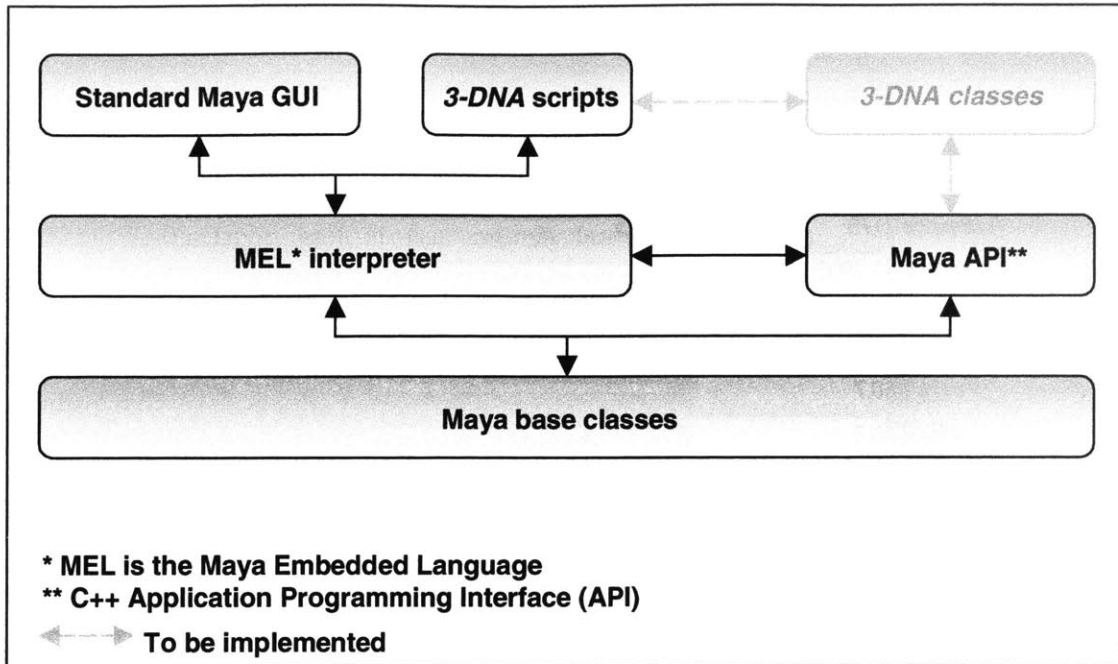 Standard Maya GUI
3-DNA scripts
3-DNA classes
MEL* interpreter
Maya API**
Maya base classes
* MEL is the Maya Embedded Language
** C++ Application Programming Interface (API)
To be implemented